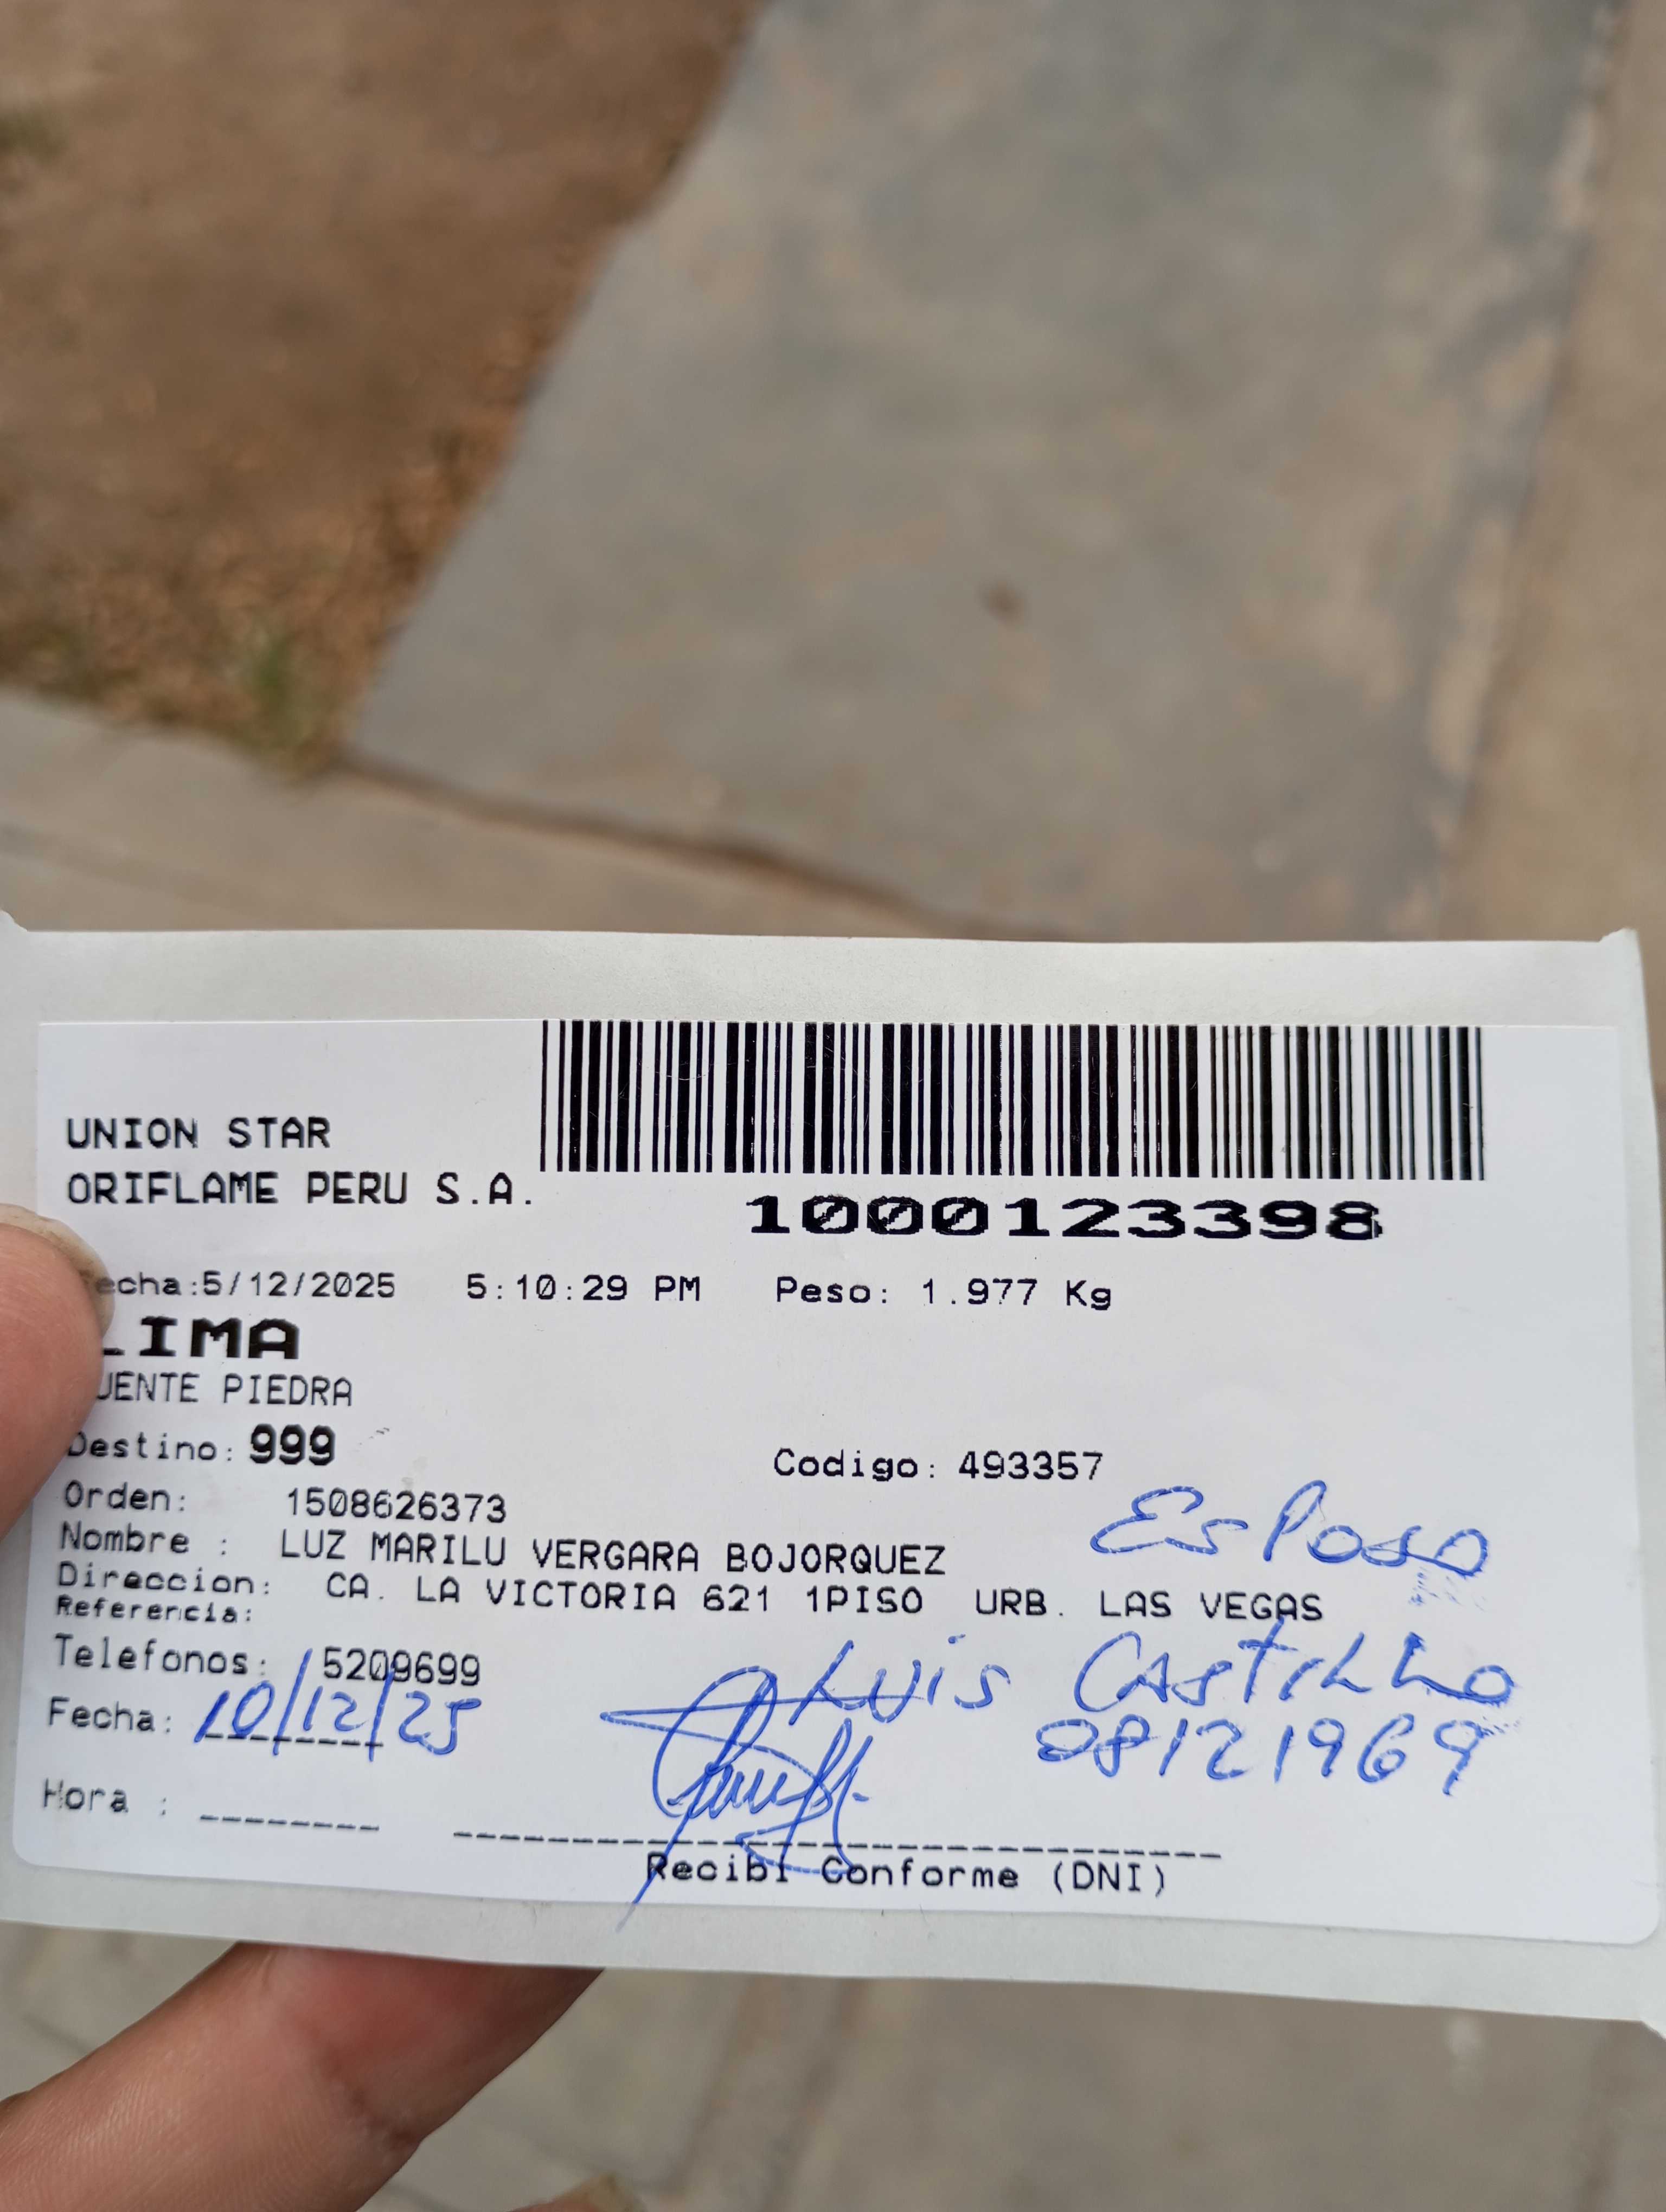 UNION STAR
ORIFLAME PERU S.A.
1000123398
echa:5/12/2025 5:10:29 PM Peso: 1.977 Kg
LIMA
UENTE PIEDRA
Destino: 999
Codigo: 493357
Orden: 1508626373
Esposo
Nombre : LUZ MARILU VERGARA BOJORQUEZ
Direccion: CA. LA VICTORIA 621 1PISO URB. LAS VEGAS
Referencia:
Telefonos: 5209699
Luis Castillo
Fecha: 10/12/25
08121969
Hora :
Recibi Conforme (DNI)